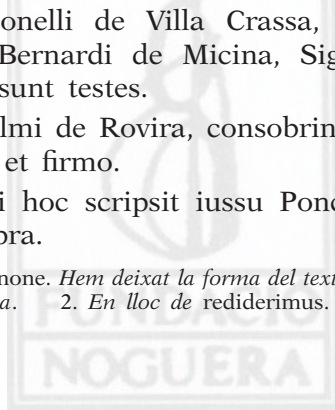 onelli de Villa Crassa,
Bernardi de Micina, Sig
sunt testes.
lmi de Rovira, consobrin
et firmo.
i hoc scripsit iussu Ponc
bra.
none. Hem deixat la forma del text
a. 2. En lloc de rediderimus.
FUNDACIÓ
NOGUERA